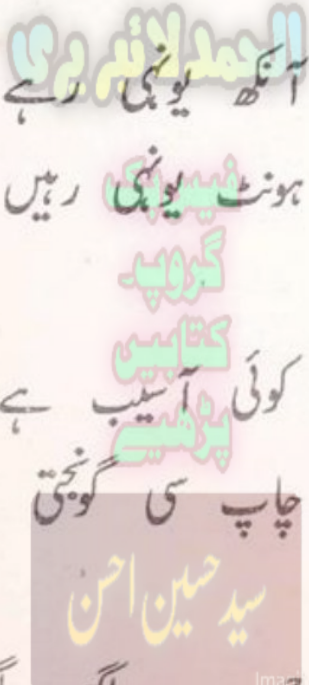 الحمد لائبریری
آنکھ یونہی رہے
ہونٹ یونہی رہیں
فیس بک
گروپ۔
کتابیں
پڑھیے
کوئی آسیب ہے
چاپ سی گونجتی
سید حسین احسن